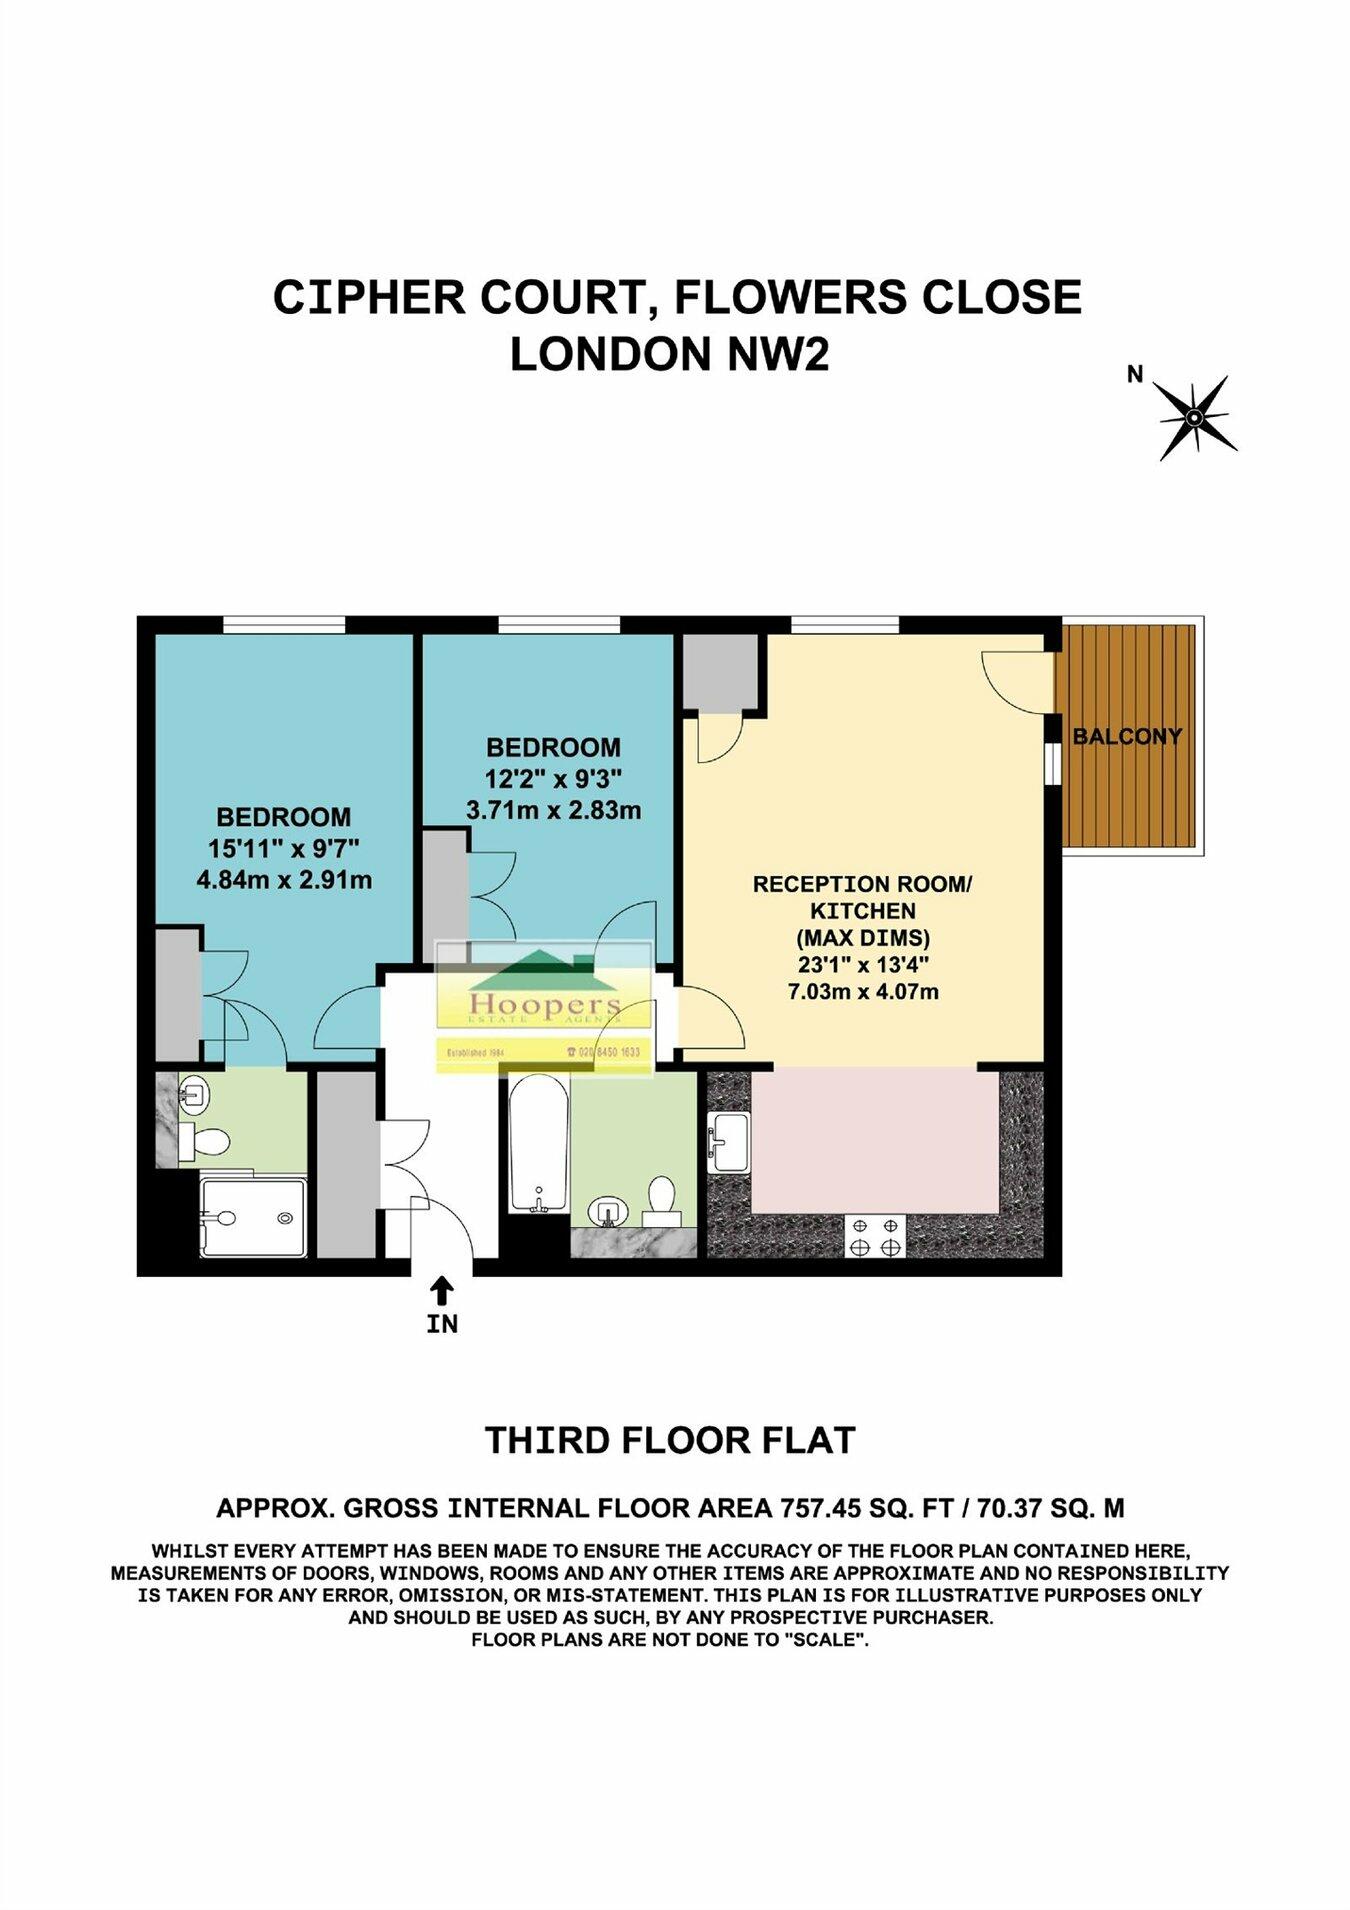 CIPHER COURT, FLOWERS CLOSE
LONDON NW2
N
BALCONY
BEDROOM
12'2" x 9'3"
3.71m x 2.83m
BEDROOM
15'11" x 9'7"
4.84m x 2.91m
RECEPTION ROOM/
KITCHEN
(MAX DIMS)
23'1" x 13'4"
7.03m x 4.07m
Hoopers
ESTATE AGENTS
Established 1984
☎ 020 8450 1633
IN
THIRD FLOOR FLAT
APPROX. GROSS INTERNAL FLOOR AREA 757.45 SQ. FT / 70.37 SQ. M
WHILST EVERY ATTEMPT HAS BEEN MADE TO ENSURE THE ACCURACY OF THE FLOOR PLAN CONTAINED HERE,
MEASUREMENTS OF DOORS, WINDOWS, ROOMS AND ANY OTHER ITEMS ARE APPROXIMATE AND NO RESPONSIBILITY
IS TAKEN FOR ANY ERROR, OMISSION, OR MIS-STATEMENT. THIS PLAN IS FOR ILLUSTRATIVE PURPOSES ONLY
AND SHOULD BE USED AS SUCH, BY ANY PROSPECTIVE PURCHASER.
FLOOR PLANS ARE NOT DONE TO "SCALE".